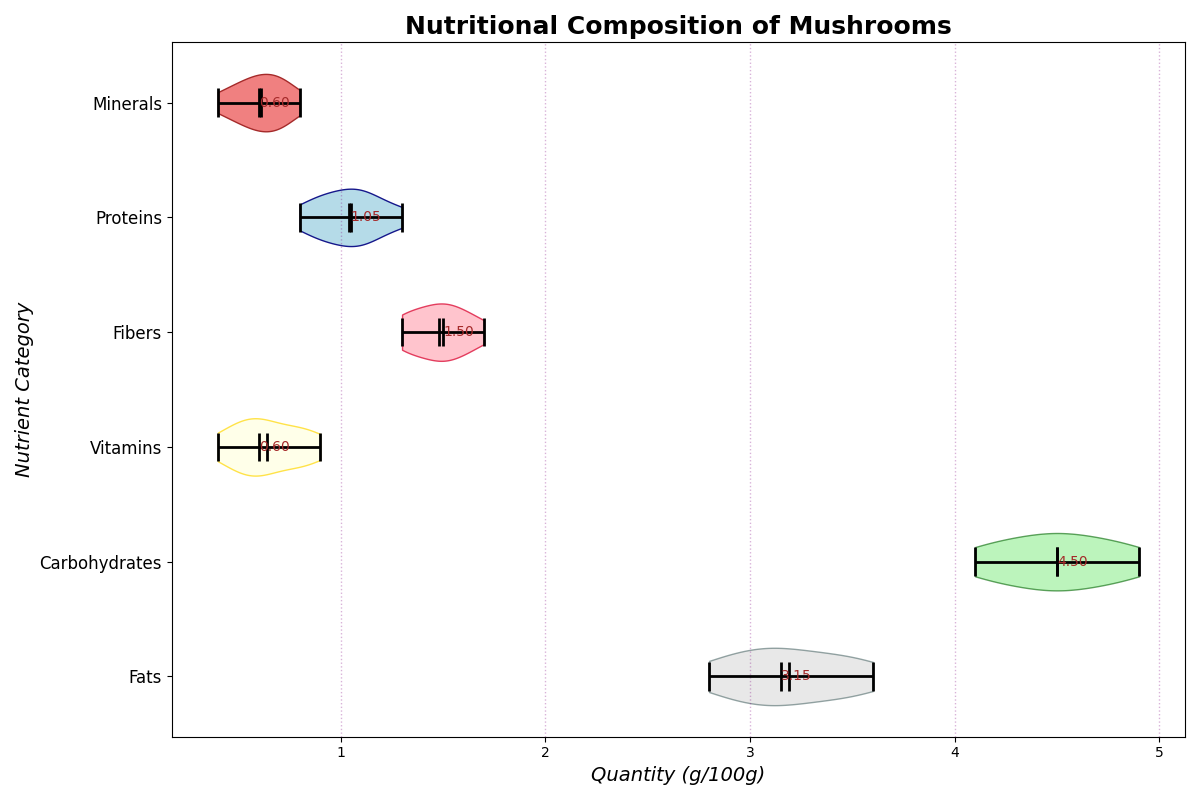 Nutritional Composition of Mushrooms
Minerals
0.60
Proteins
1.05
Fibers
1.50
Vitamins
0.60
Carbohydrates
4.50
Fats
3.15
Nutrient Category
1 2 3 4 5
Quantity (g/100g)